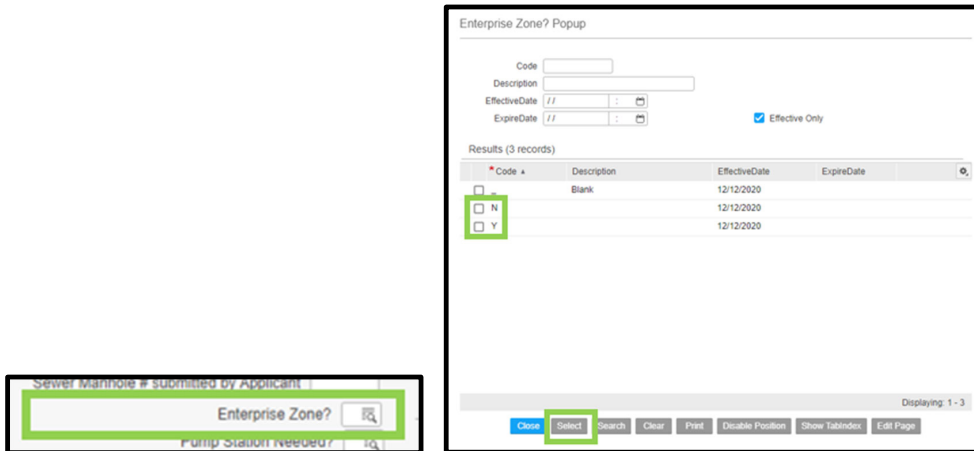 Sewer Manhole # submitted by Applicant
Enterprise Zone?
Pump Station Needed?
Enterprise Zone? Popup
Code
Description
EffectiveDate / / :
ExpireDate / / :
Effective Only
Results (3 records)
* Code Description EffectiveDate ExpireDate
_ Blank 12/12/2020
N 12/12/2020
Y 12/12/2020
Displaying: 1 - 3
Close Select Search Clear Print Disable Position Show TabIndex Edit Page